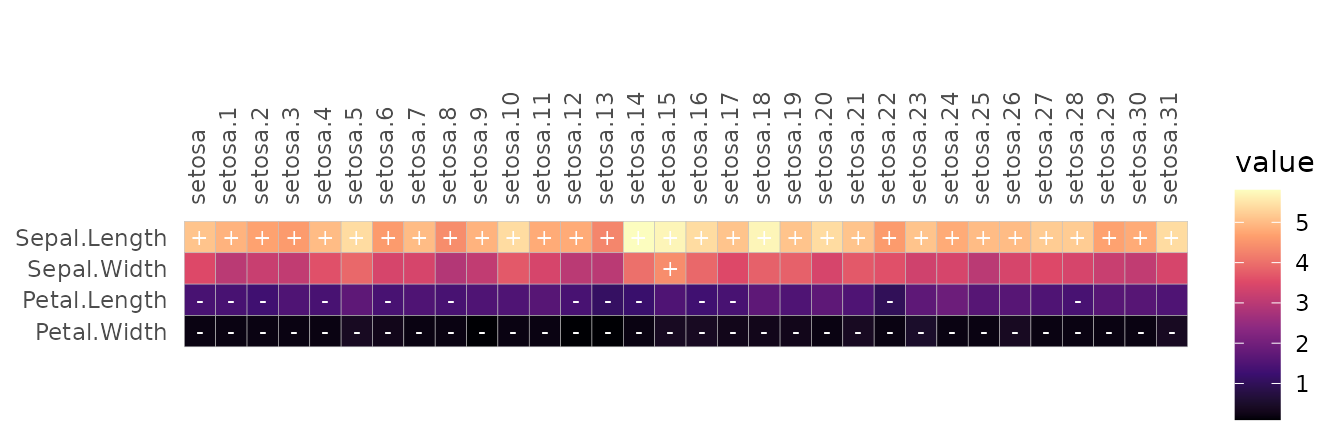 setosa
setosa.1
setosa.2
setosa.3
setosa.4
setosa.5
setosa.6
setosa.7
setosa.8
setosa.9
setosa.10
setosa.11
setosa.12
setosa.13
setosa.14
setosa.15
setosa.16
setosa.17
setosa.18
setosa.19
setosa.20
setosa.21
setosa.22
setosa.23
setosa.24
setosa.25
setosa.26
setosa.27
setosa.28
setosa.29
setosa.30
setosa.31
Sepal.Length + + + + + + + + + + + + + + + + + + + + + + + + + + + + + + + +
Sepal.Width +
Petal.Length - - - - - - - - - - - - -
Petal.Width - - - - - - - - - - - - - - - - - - - - - - - - - - - - - - - -
value
5
4
3
2
1